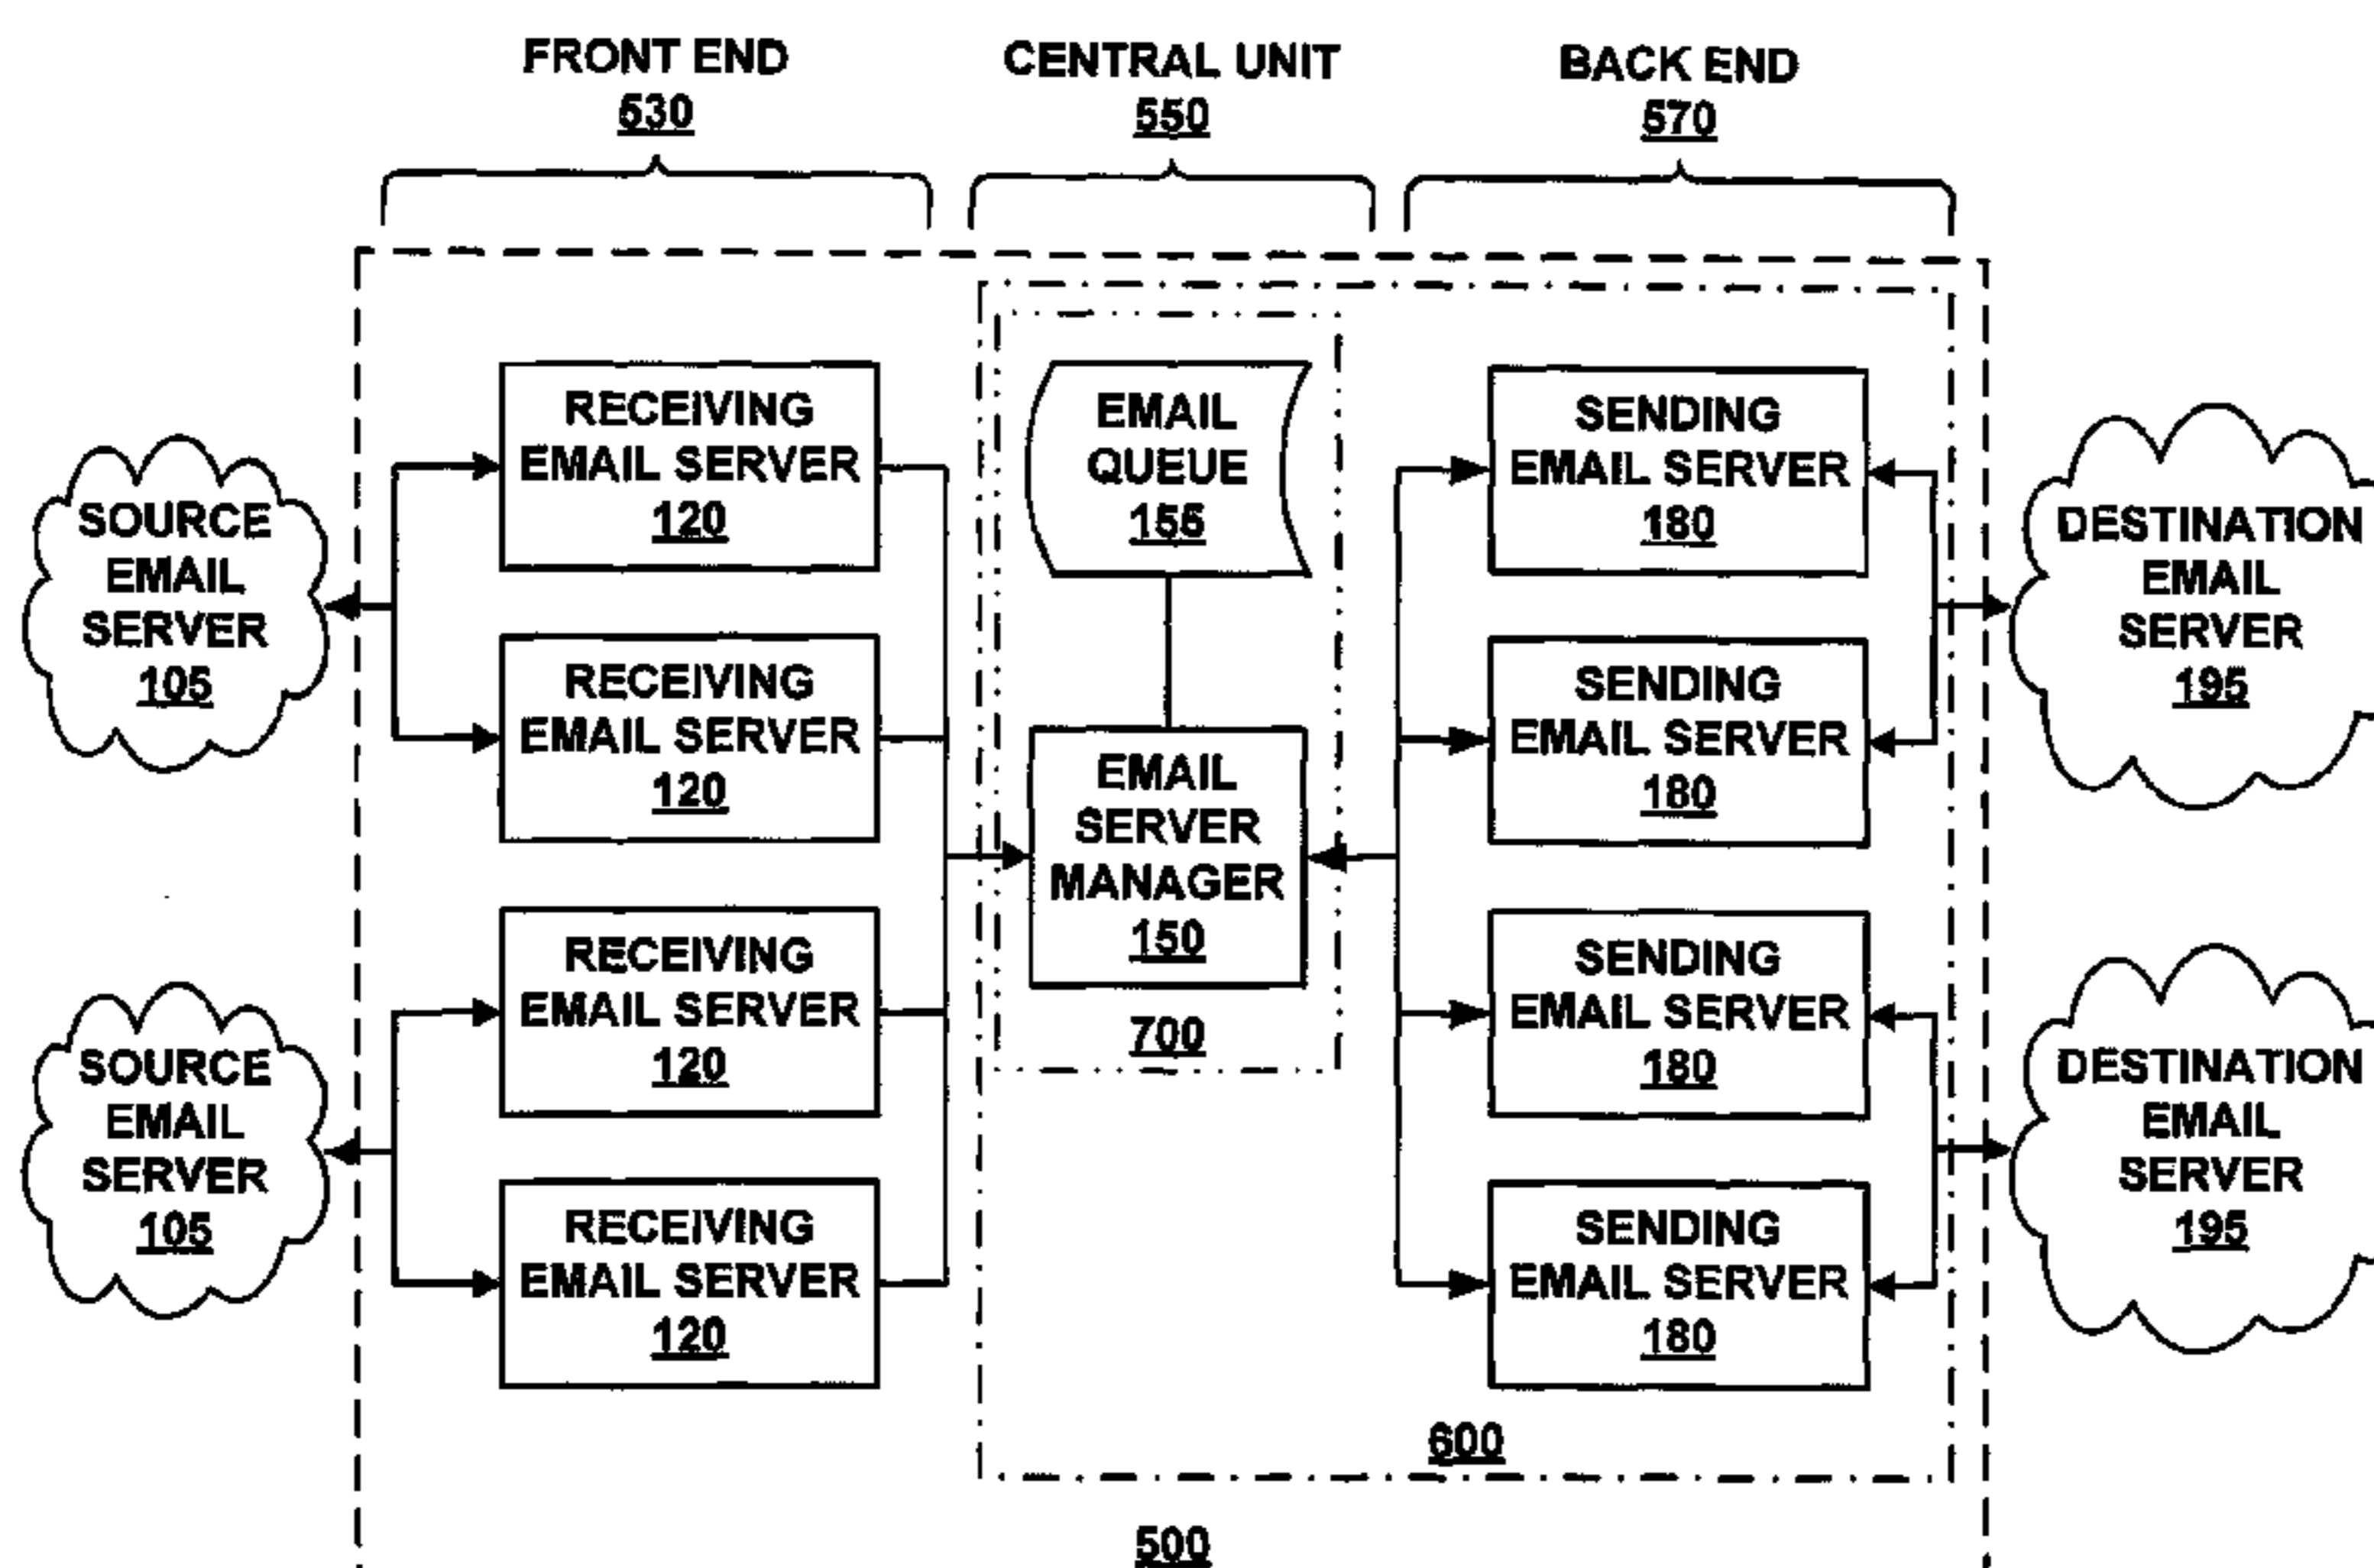 FRONT END
530
CENTRAL UNIT
550
BACK END
570
SOURCE
EMAIL
SERVER
105
SOURCE
EMAIL
SERVER
105
RECEIVING
EMAIL SERVER
120
RECEIVING
EMAIL SERVER
120
RECEIVING
EMAIL SERVER
120
RECEIVING
EMAIL SERVER
120
EMAIL
QUEUE
155
EMAIL
SERVER
MANAGER
150
700
SENDING
EMAIL SERVER
180
SENDING
EMAIL SERVER
180
SENDING
EMAIL SERVER
180
SENDING
EMAIL SERVER
180
600
DESTINATION
EMAIL
SERVER
195
DESTINATION
EMAIL
SERVER
195
500